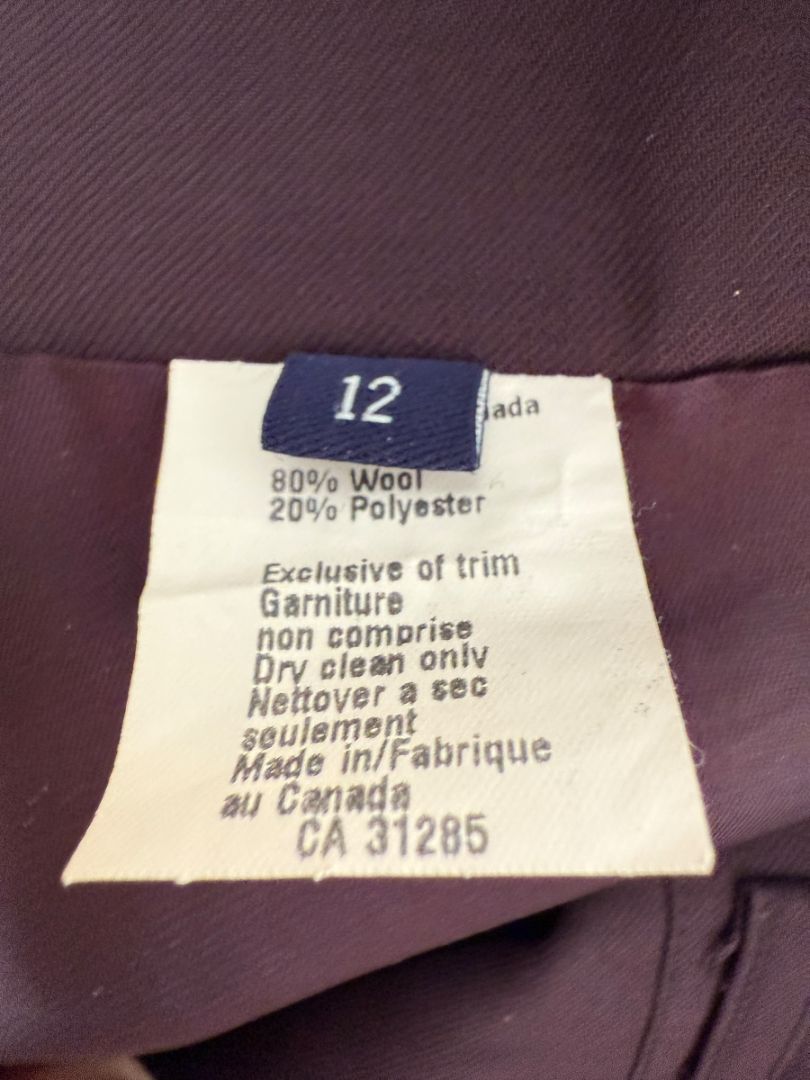 12
80% Wool
20% Polyester
Exclusive of trim
Garniture
non comprise
Dry clean only
Nettoyer a sec
seulement
Made in/Fabrique
au Canada
CA 31285